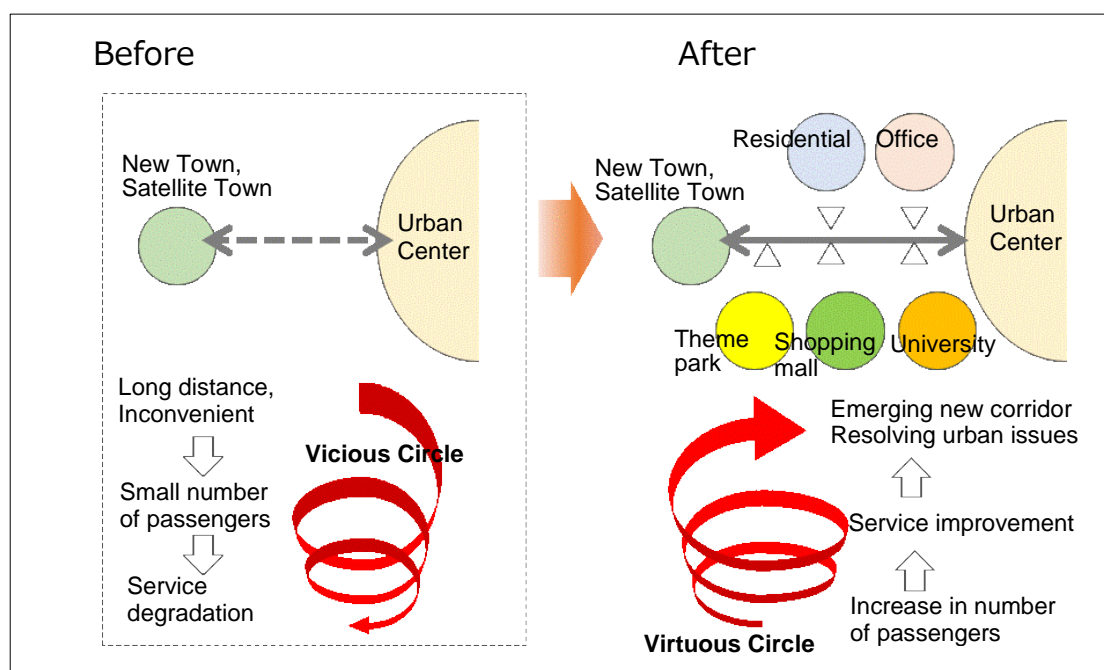 Before
New Town,
Satellite Town
Urban
Center
Long distance,
Inconvenient
Vicious Circle
Small number
of passengers
Service
degradation
After
Residential
Office
New Town,
Satellite Town
Urban
Center
Theme
park
Shopping
mall
University
Emerging new corridor
Resolving urban issues
Service improvement
Increase in number
of passengers
Virtuous Circle